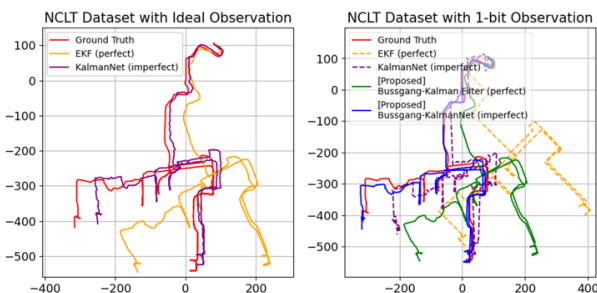 NCLT Dataset with Ideal Observation
Ground Truth
EKF (perfect)
KalmanNet (imperfect)
100
0
−100
−200
−300
−400
−500
−400
−200
0
200
NCLT Dataset with 1-bit Observation
Ground Truth
EKF (perfect)
KalmanNet (imperfect)
[Proposed]
Bussgang-Kalman Filter (perfect)
[Proposed]
Bussgang-KalmanNet (imperfect)
200
100
0
−100
−200
−300
−400
−500
−200
0
200
400